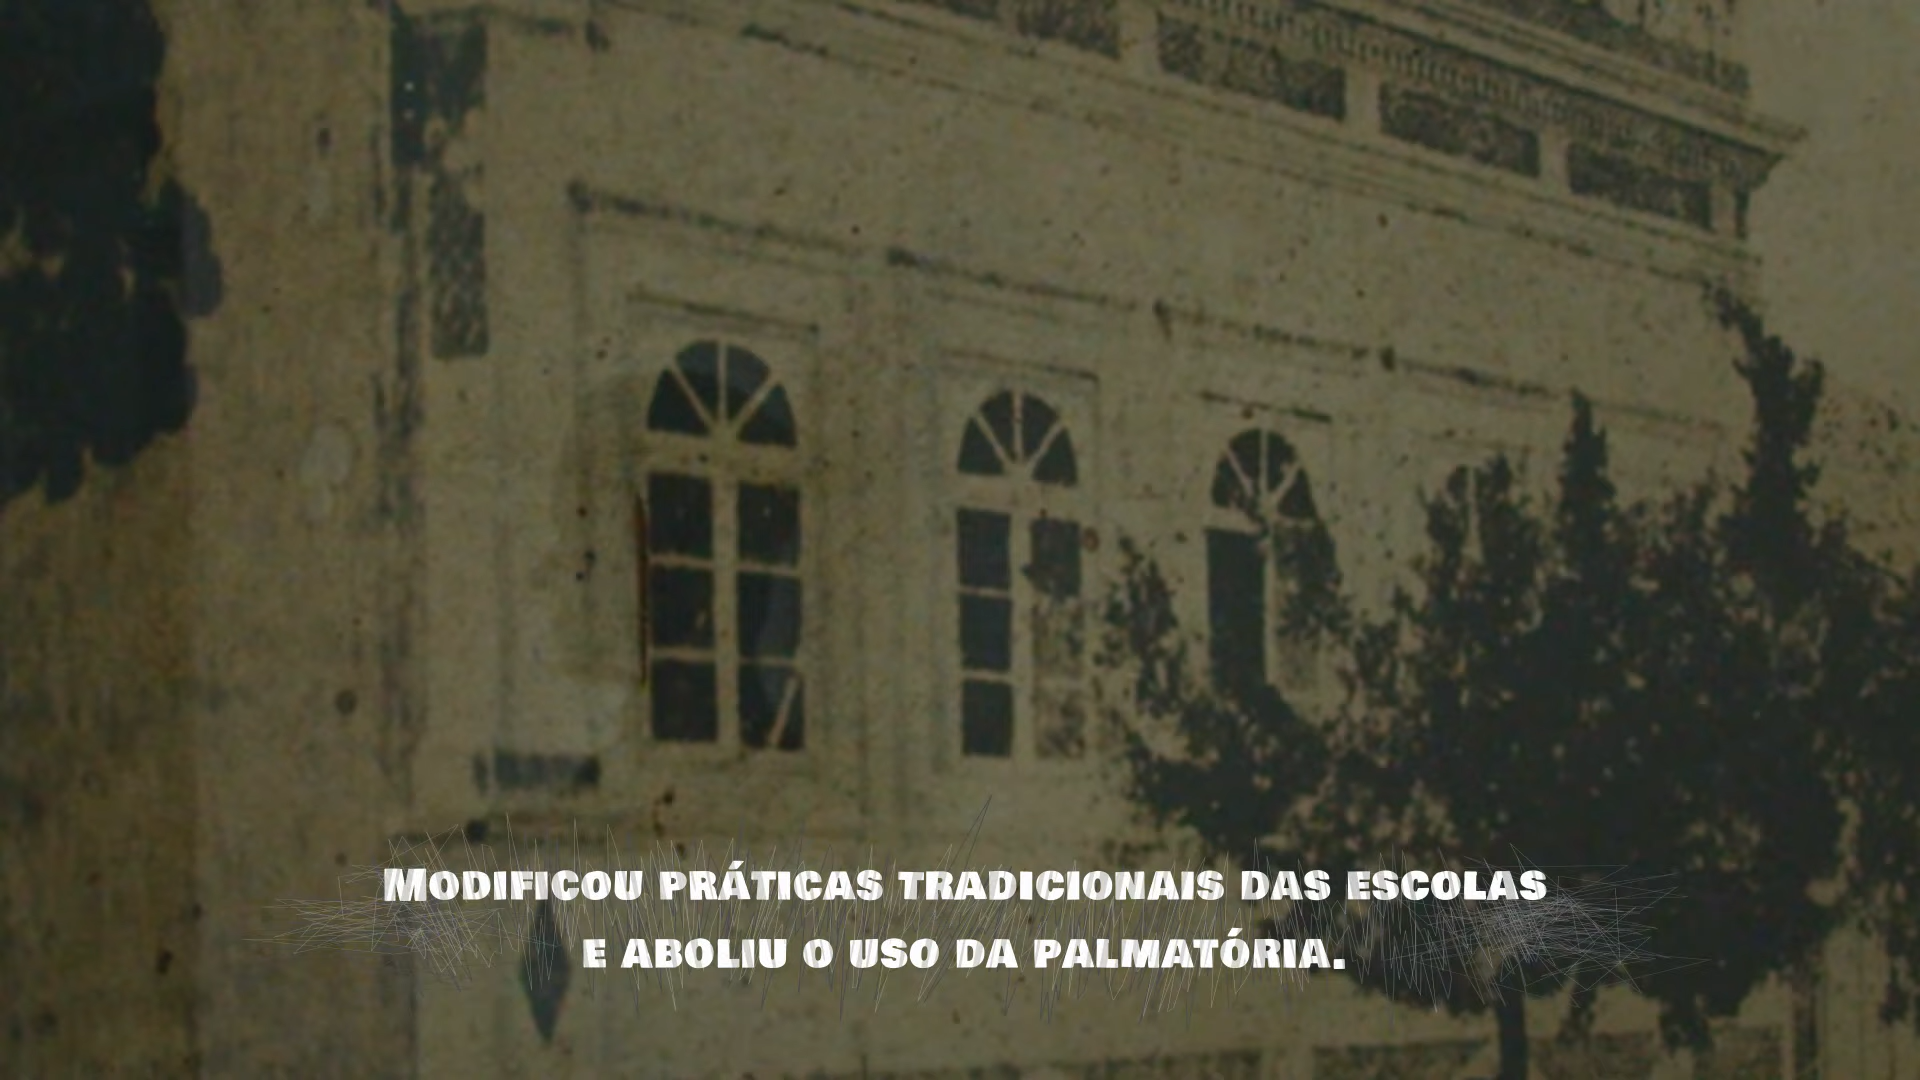 Modificou práticas tradicionais das escolas
e aboliu o uso da palmatória.